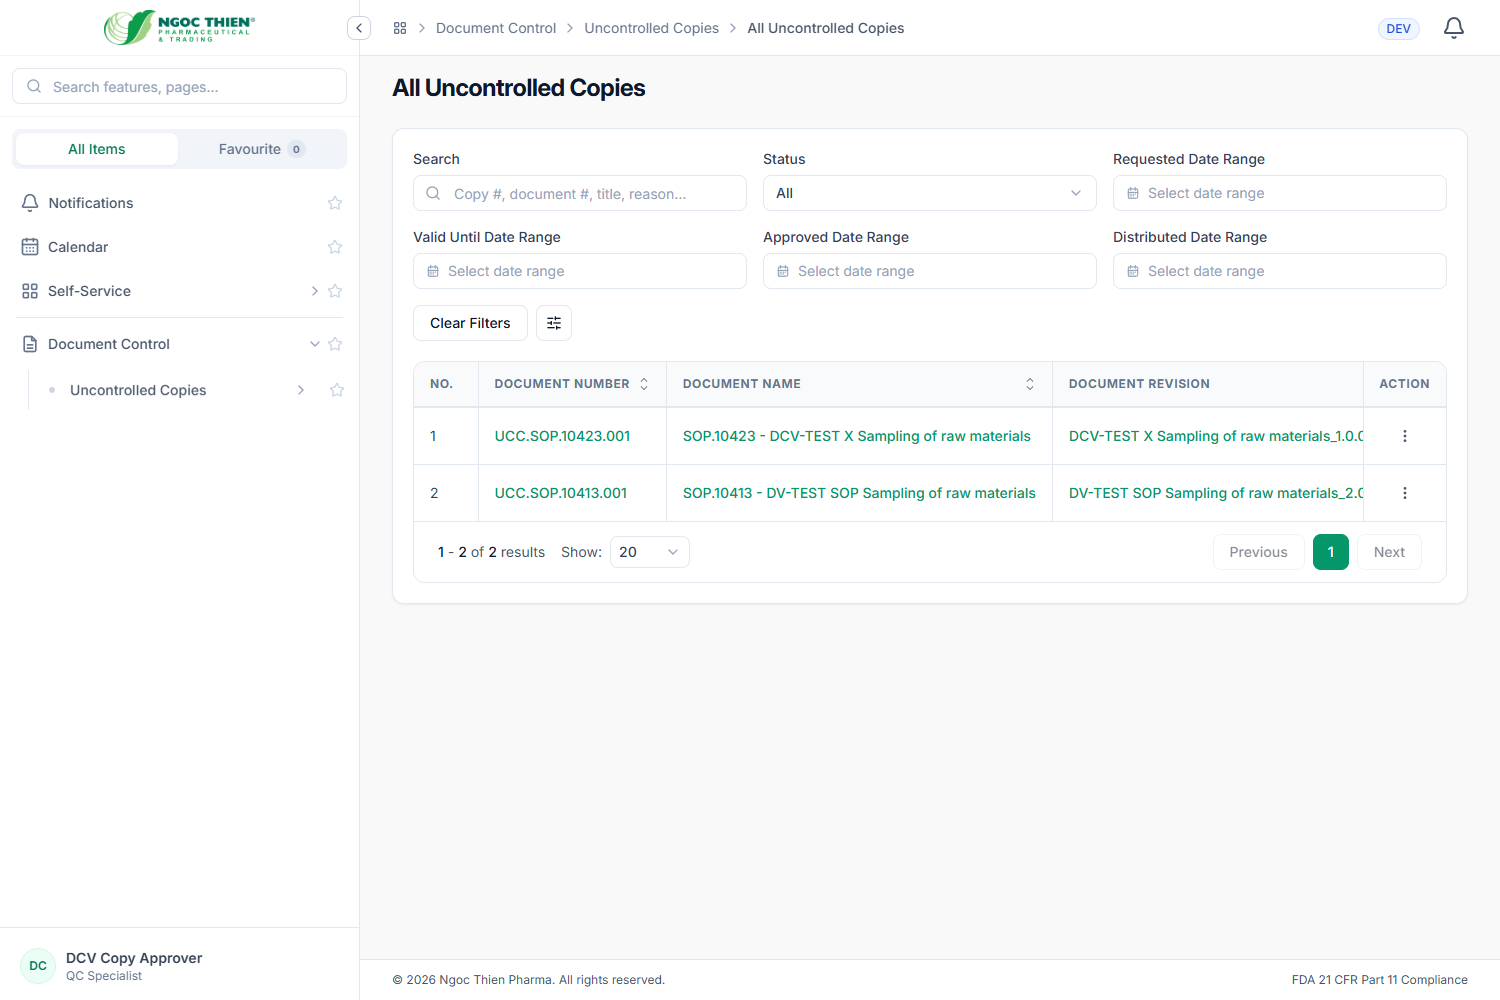 NGOC THIEN®
PHARMACEUTICAL
& TRADING
Document Control
Uncontrolled Copies
All Uncontrolled Copies
DEV
Search features, pages...
All Items
Favourite 0
Notifications
Calendar
Self-Service
Document Control
Uncontrolled Copies
DC
DCV Copy Approver
QC Specialist
All Uncontrolled Copies
Search
Status
Requested Date Range
Copy #, document #, title, reason...
All
Select date range
Valid Until Date Range
Approved Date Range
Distributed Date Range
Select date range
Select date range
Select date range
Clear Filters
NO. DOCUMENT NUMBER DOCUMENT NAME DOCUMENT REVISION ACTION
1 UCC.SOP.10423.001 SOP.10423 - DCV-TEST X Sampling of raw materials DCV-TEST X Sampling of raw materials_1.0.0
2 UCC.SOP.10413.001 SOP.10413 - DV-TEST SOP Sampling of raw materials DV-TEST SOP Sampling of raw materials_2.0
1 - 2 of 2 results Show: 20 Previous 1 Next
© 2026 Ngoc Thien Pharma. All rights reserved.
FDA 21 CFR Part 11 Compliance